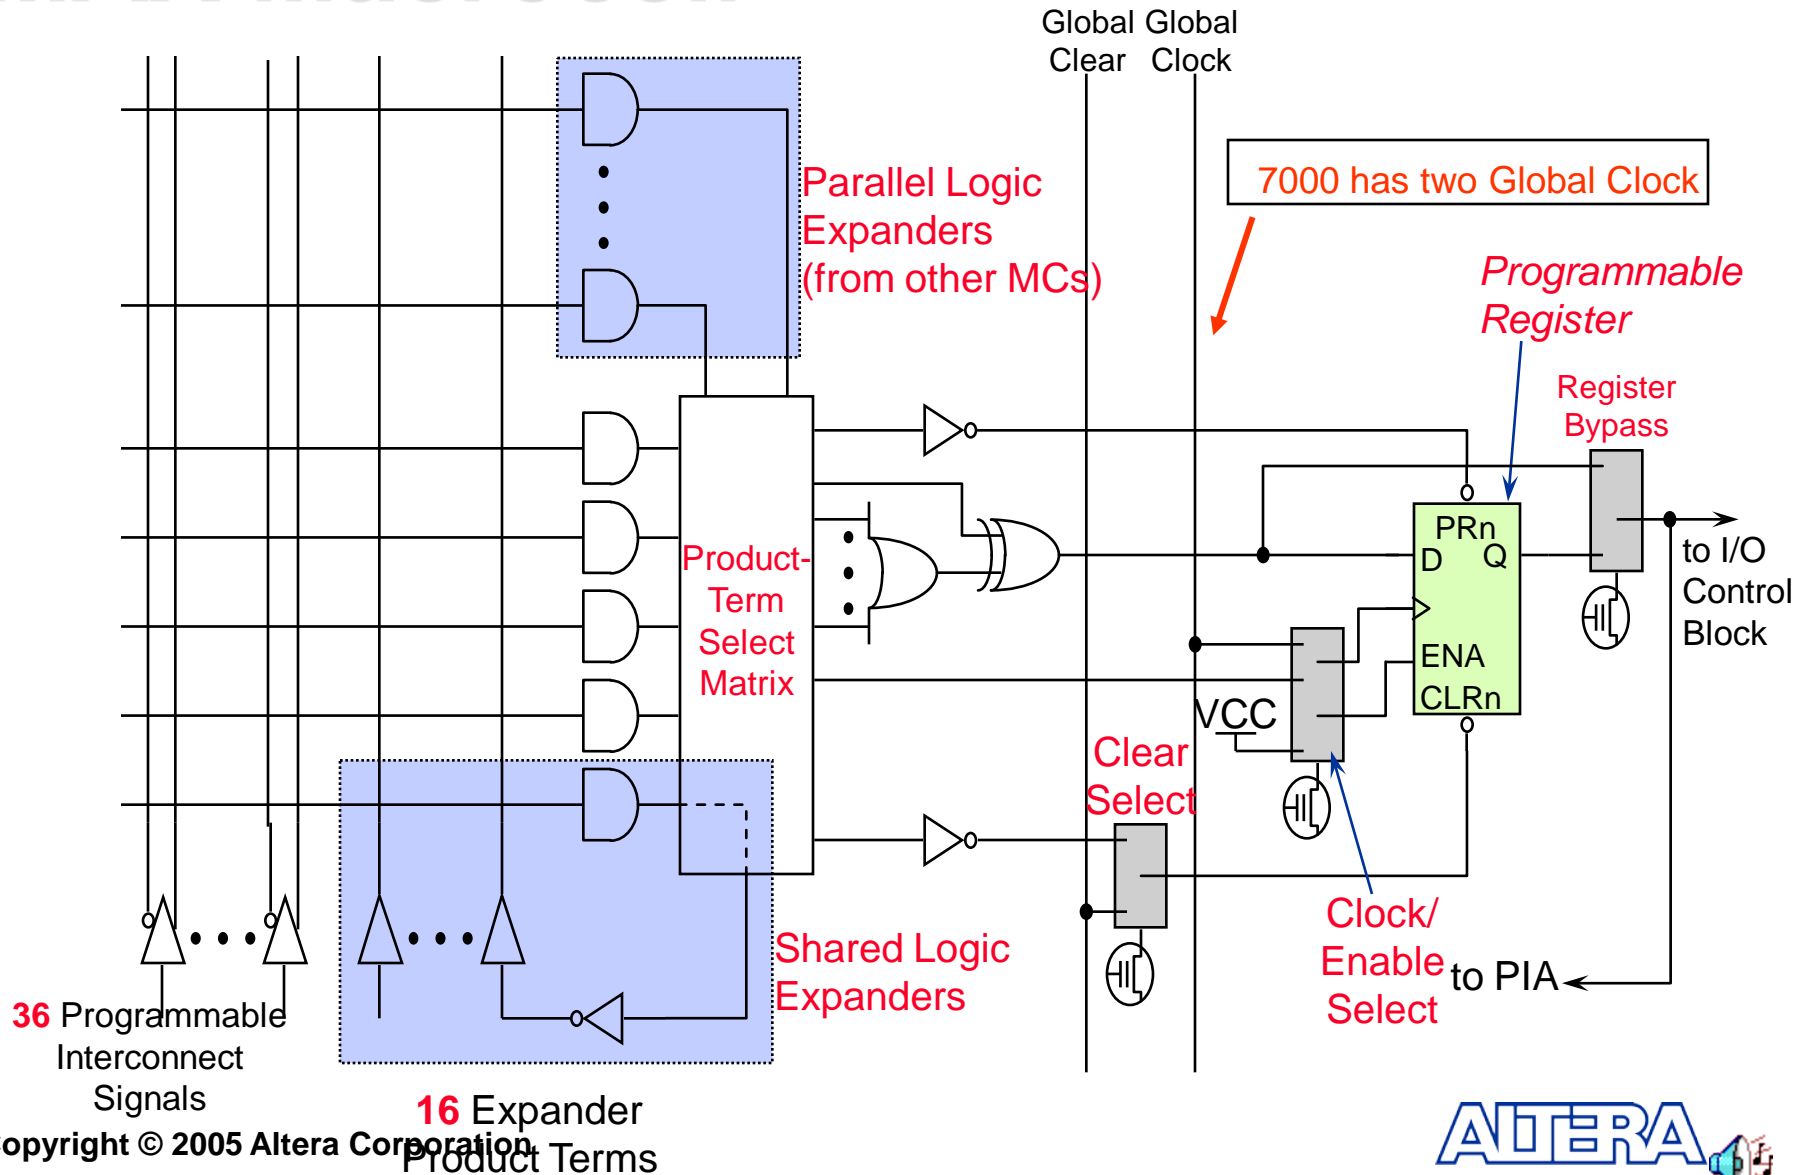 Global Global
Clear Clock
7000 has two Global Clock
Parallel Logic
Expanders
(from other MCs)
Programmable
Register
Register
Bypass
Product-
Term
Select
Matrix
PRn
D Q
ENA
CLRn
to I/O
Control
Block
VCC
Clear
Select
Clock/
Enable
Select
to PIA
Shared Logic
Expanders
36 Programmable
Interconnect
Signals
16 Expander
Product Terms
opyright © 2005 Altera Corporation
ALTERA